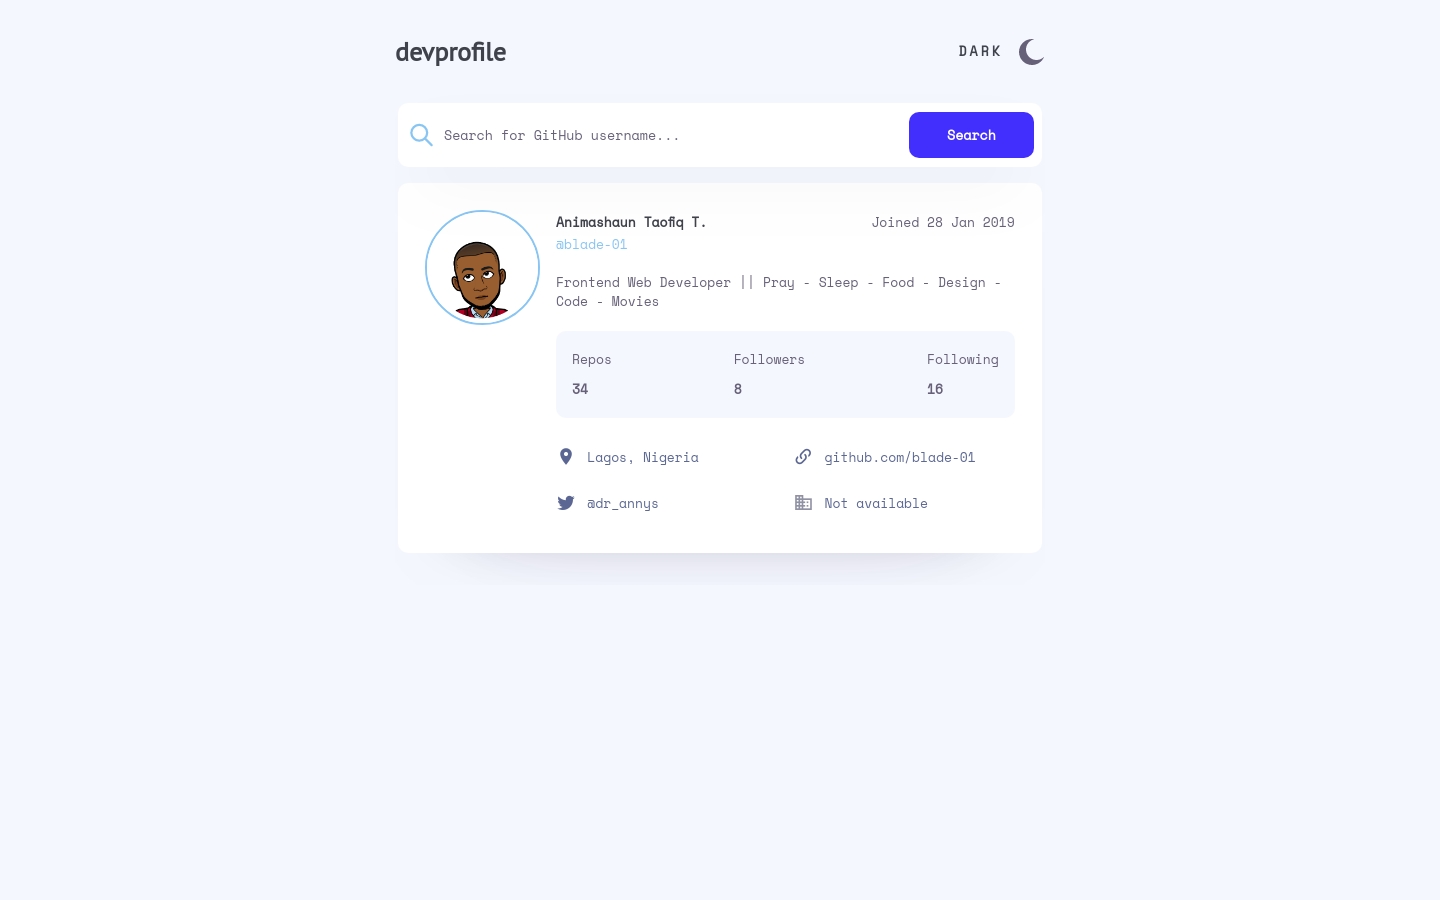 devprofile
DARK
Search for GitHub username...
Search
Animashaun Taofiq T.
Joined 28 Jan 2019
@blade-01
Frontend Web Developer || Pray - Sleep - Food - Design -
Code - Movies
Repos
Followers
Following
34
8
16
Lagos, Nigeria
github.com/blade-01
@dr_annys
Not available